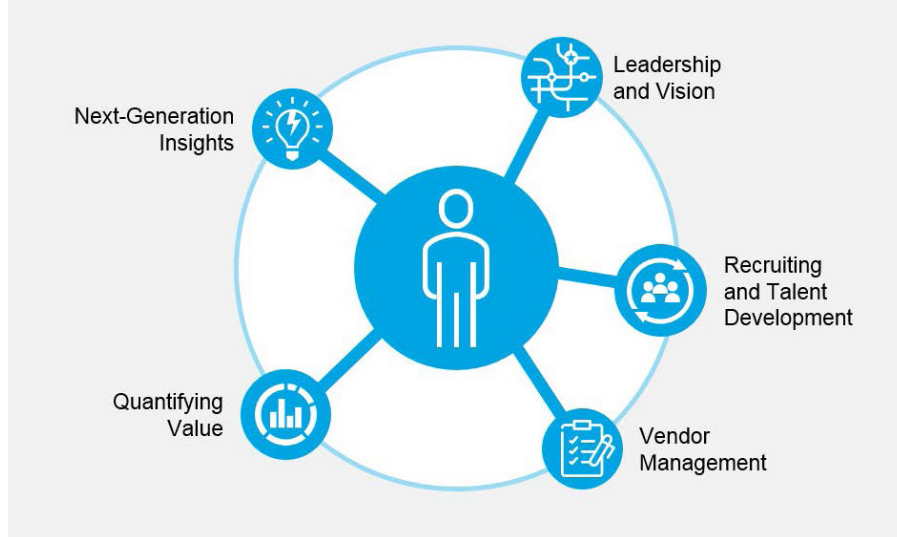 Leadership
and Vision
Next-Generation
Insights
Recruiting
and Talent
Development
Quantifying
Value
Vendor
Management